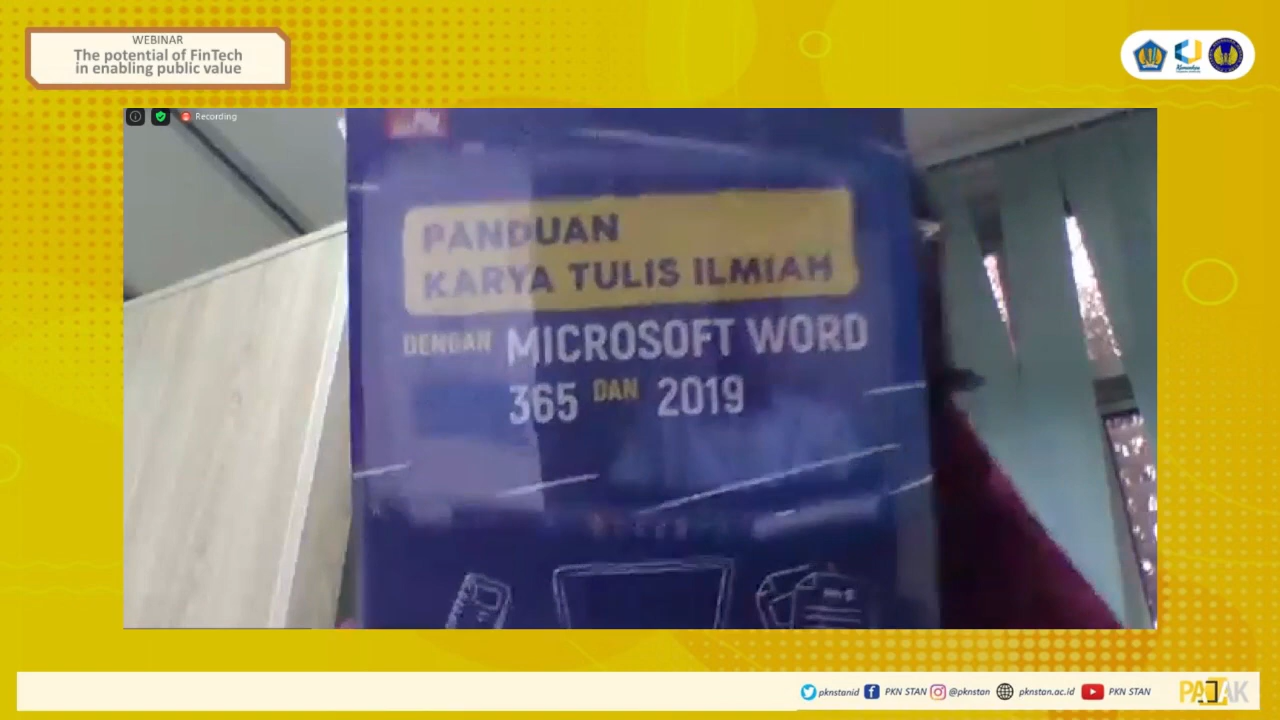 WEBINAR
The potential of FinTech
in enabling public value
Recording
PANDUAN
KARYA TULIS ILMIAH
DENGAN MICROSOFT WORD
365 DAN 2019
pknstanid PKN STAN @pknstan pknstan.ac.id PKN STAN
PAJAK